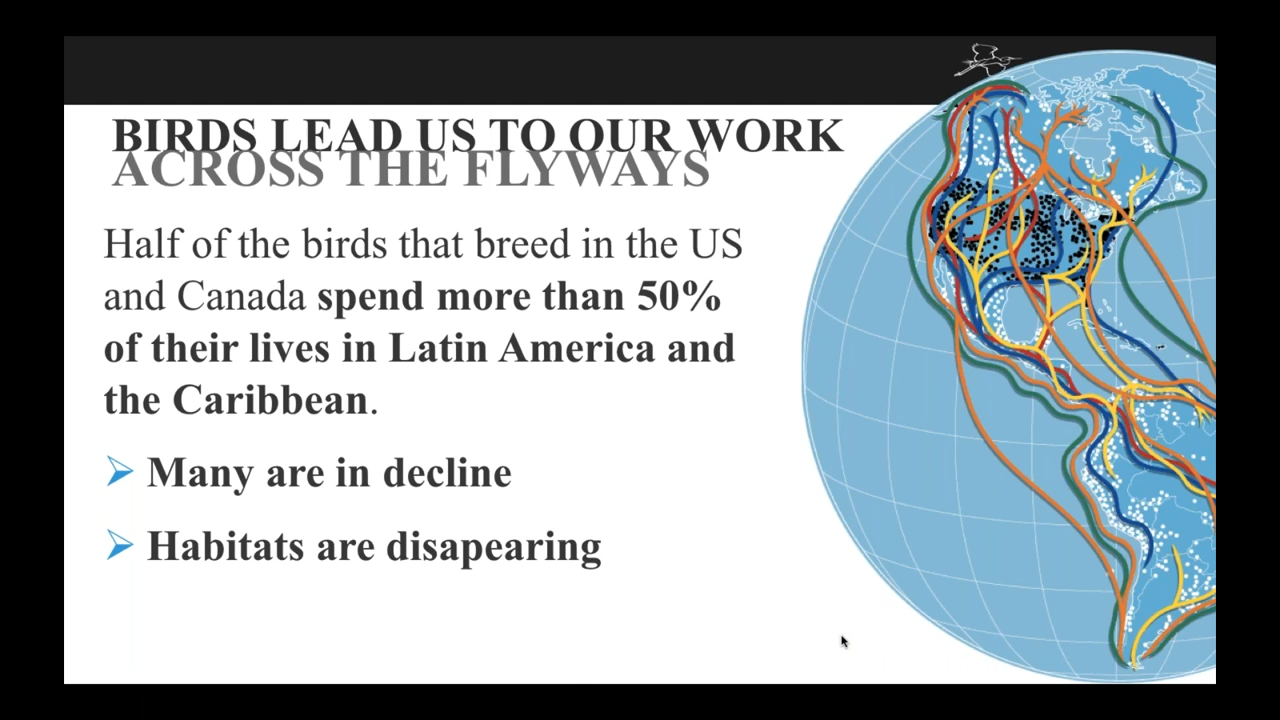 BIRDS LEAD US TO OUR WORK
ACROSS THE FLYWAYS
Half of the birds that breed in the US
and Canada spend more than 50%
of their lives in Latin America and
the Caribbean.
Many are in decline
Habitats are disapearing